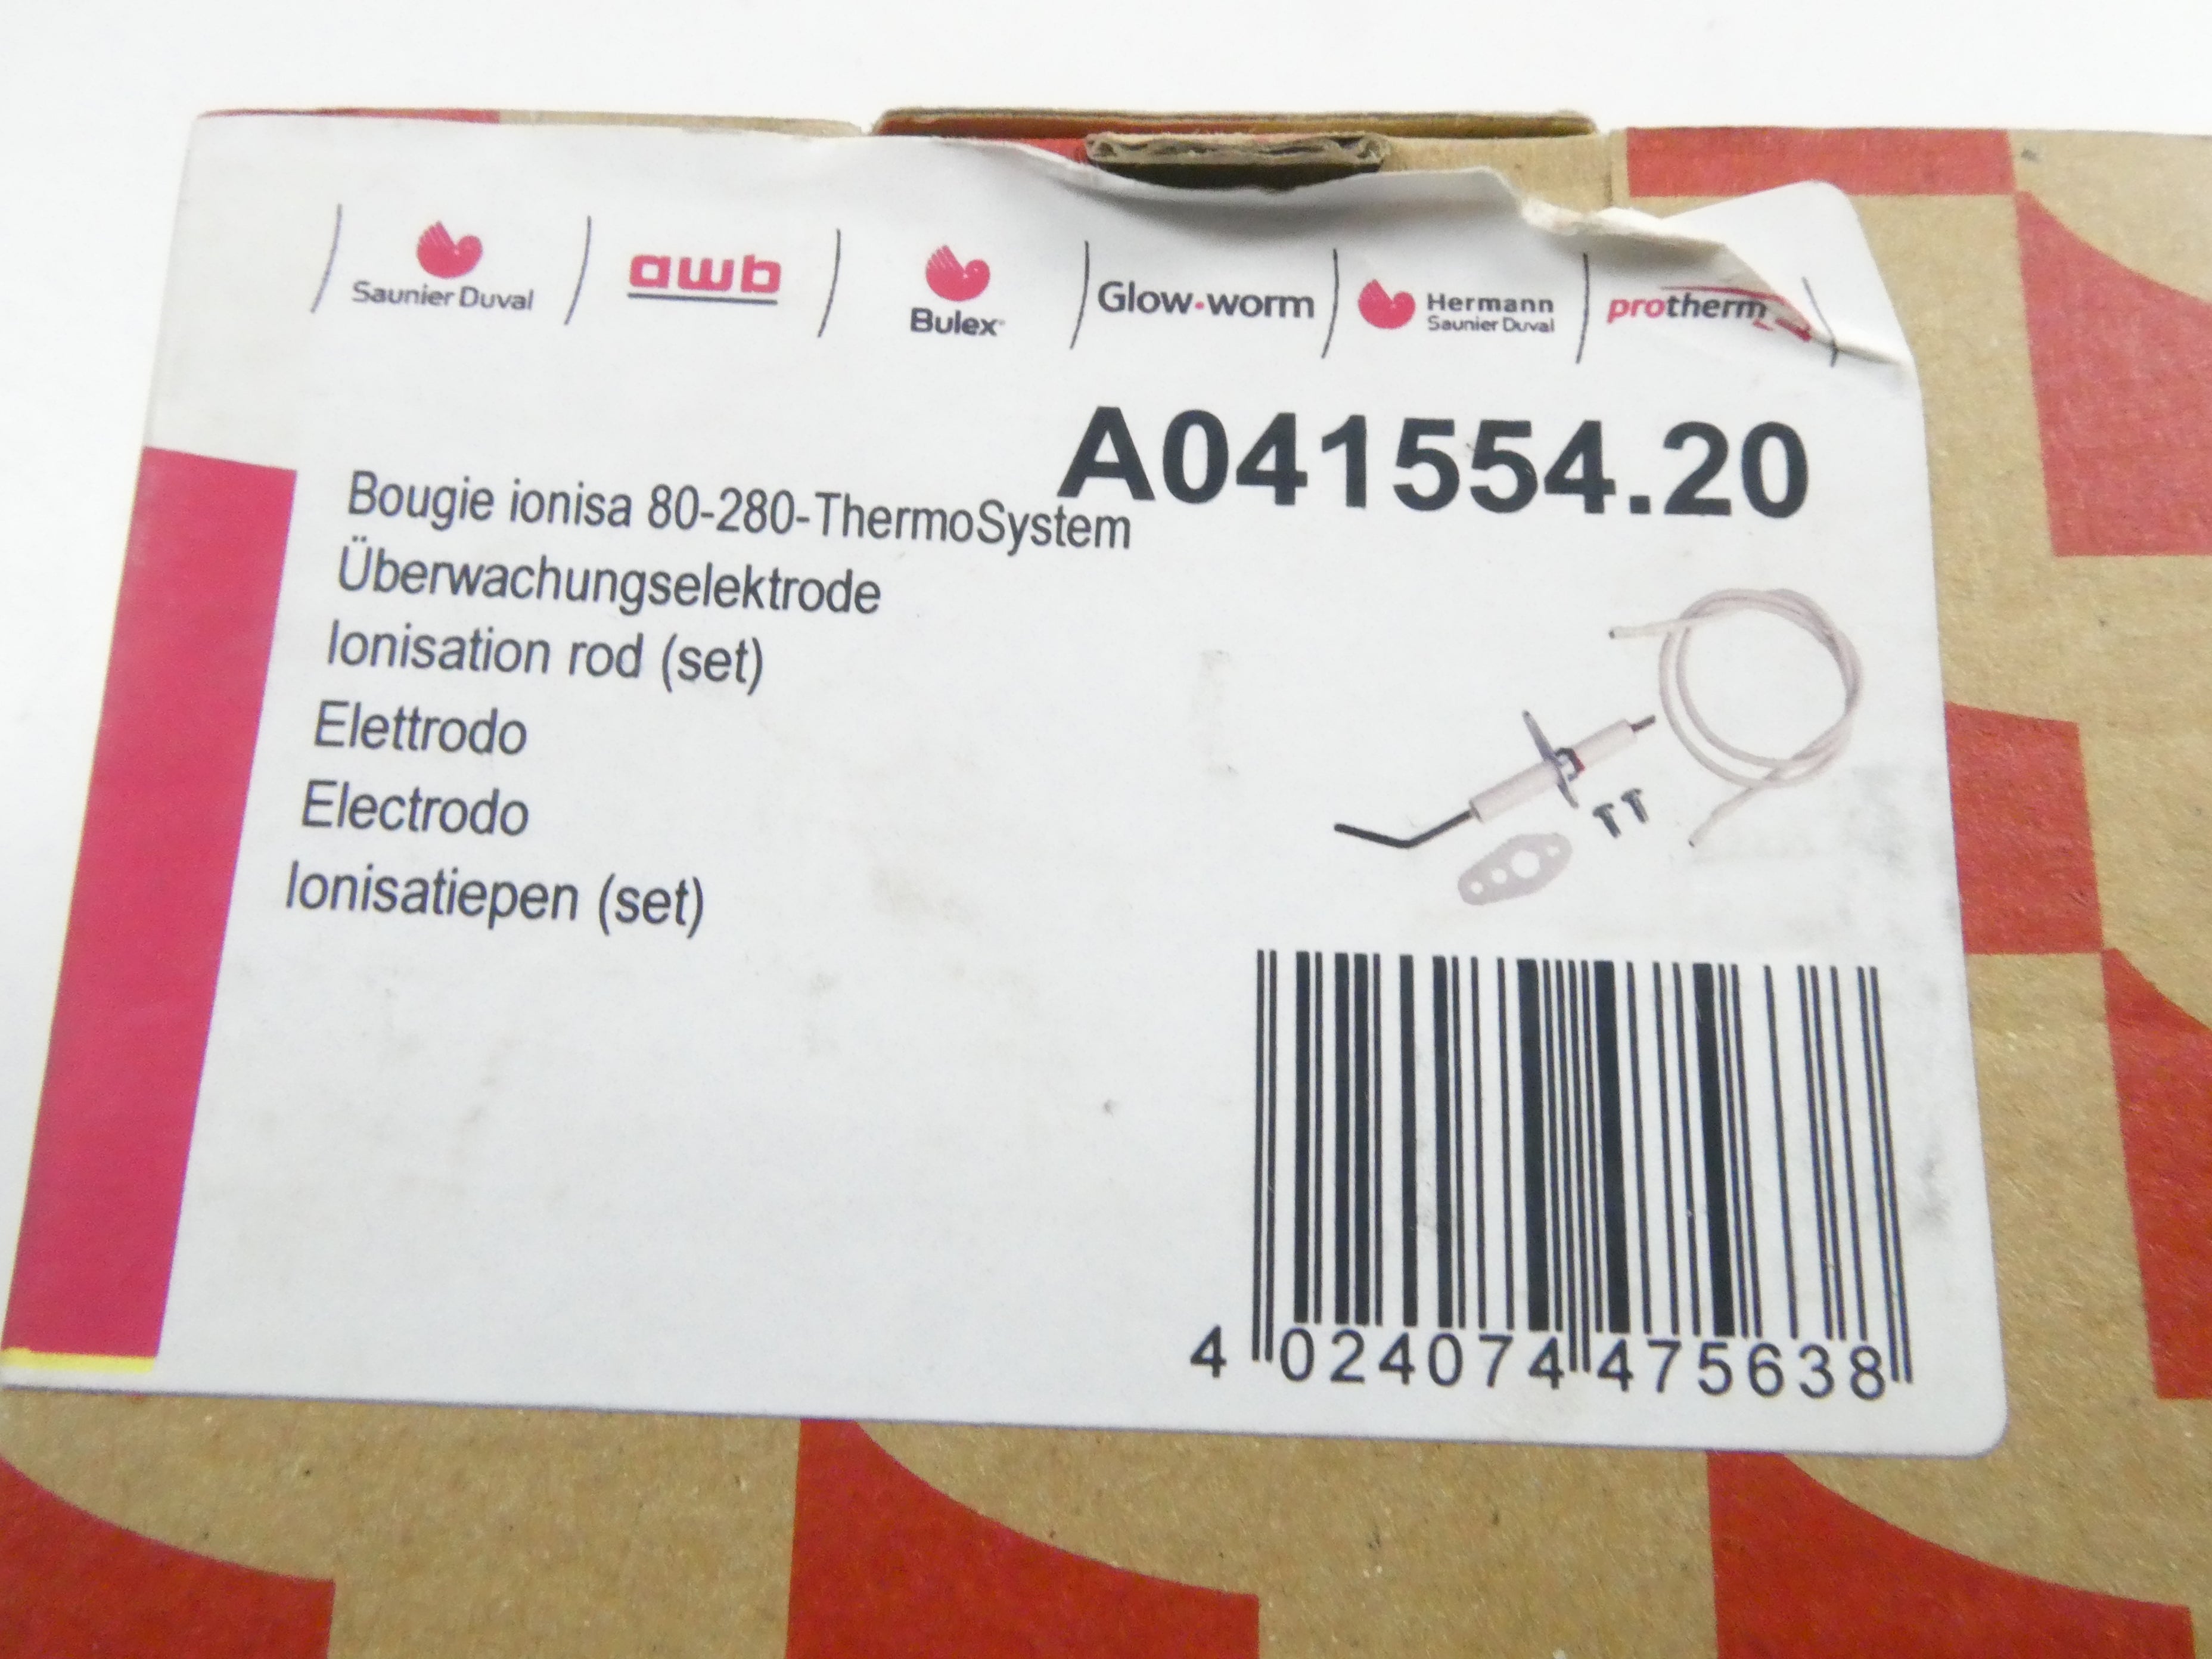 Saunier Duval
awb
Bulex
Glow·worm
Hermann
Saunier Duval
protherm
A041554.20
Bougie ionisa 80-280-ThermoSystem
Überwachungselektrode
Ionisation rod (set)
Elettrodo
Electrodo
Ionisatiepen (set)
4 024074 475638